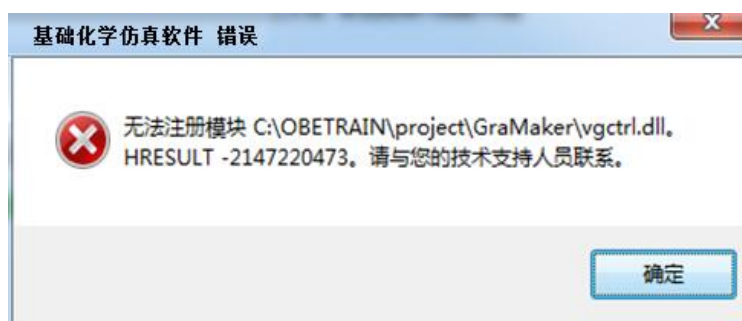 基础化学仿真软件 错误
无法注册模块 C:\OBETRAIN\project\GraMaker\vgctrl.dll。
HRESULT -2147220473。请与您的技术支持人员联系。
确定